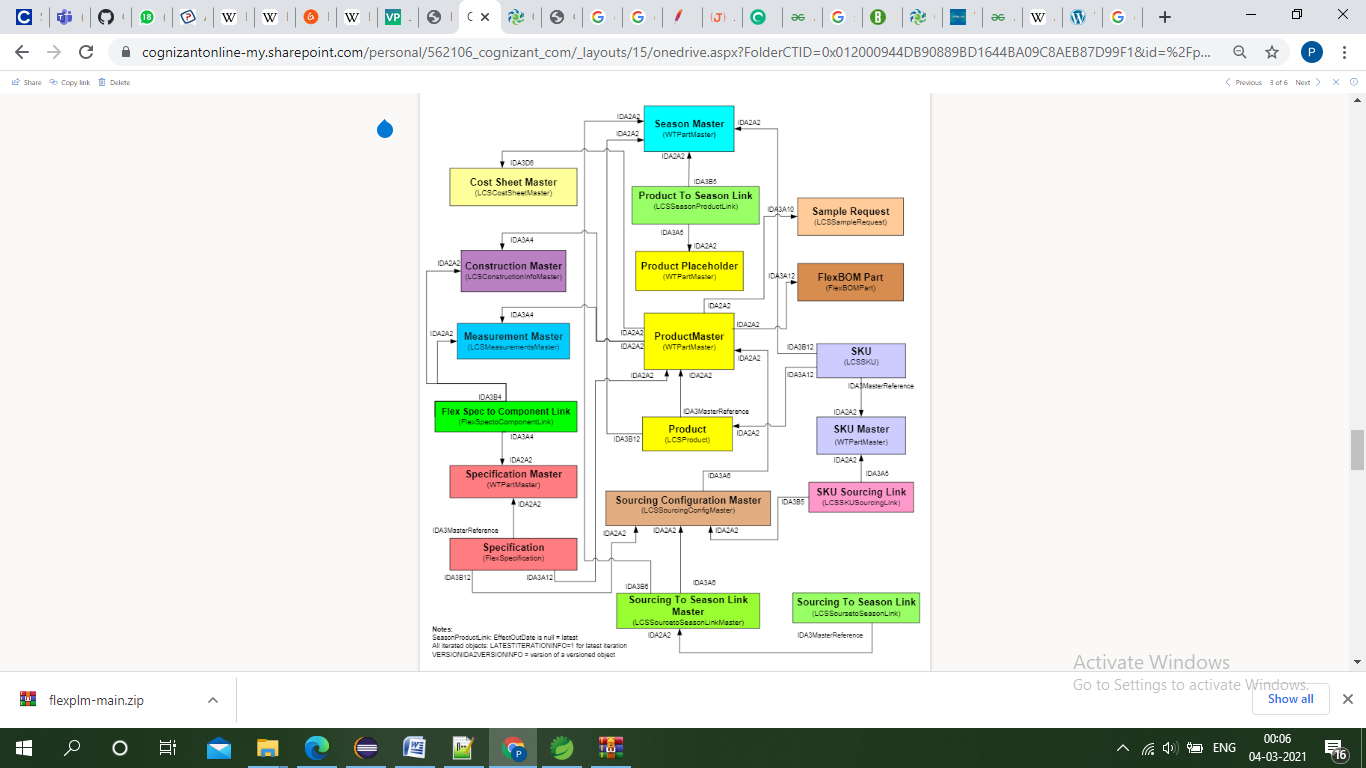 cognizantonline-my.sharepoint.com/personal/562106_cognizant_com/_layouts/15/onedrive.aspx?FolderCTID=0x012000944DB90889BD1644BA09C8AEB87D99F1&id=%2Fp...
P
Share Copy link Delete
Previous 3 of 6 Next
IDA2A2
Season Master
(WTPartMaster)
IDA2A2
IDA2A2
IDA2A2
IDA3D6
Cost Sheet Master
(LCSCostSheetMaster)
IDA3B5
Product To Season Link
(LCSSeasonProductLink)
IDA3A5
IDA3A10
Sample Request
(LCSSampleRequest)
IDA3A4
IDA2A2
IDA2A2
Construction Master
(LCSConstructionInfoMaster)
Product Placeholder
(WTPartMaster)
IDA3A12
FlexBOM Part
(FlexBOMPart)
IDA3A4
IDA2A2
IDA2A2
Measurement Master
(LCSMeasurementsMaster)
IDA2A2
IDA2A2
ProductMaster
(WTPartMaster)
IDA2A2
IDA2A2
IDA3B12
SKU
(LCSSKU)
IDA2A2
IDA2A2
IDA3A12
IDA3MasterReference
IDA3B4
Flex Spec to Component Link
(FlexSpectoComponentLink)
IDA3A4
IDA3MasterReference
IDA3B12
Product
(LCSProduct)
IDA2A2
IDA2A2
SKU Master
(WTPartMaster)
IDA2A2
IDA2A2
Specification Master
(WTPartMaster)
IDA2A2
IDA3A6
IDA3A5
Sourcing Configuration Master
(LCSSourcingConfigMaster)
IDA3B5
SKU Sourcing Link
(LCSSKUSourcingLink)
IDA3MasterReference
IDA2A2
IDA2A2
IDA2A2
Specification
(FlexSpecification)
IDA3B12
IDA3A12
IDA3B6
IDA3A6
Sourcing To Season Link
Master
(LCSSourcetoSeasonLinkMaster)
IDA2A2
Sourcing To Season Link
(LCSSourcetoSeasonLink)
IDA3MasterReference
Notes:
SeasonProductLink: EffectOutDate is null = latest
All iterated objects: LATESTITERATIONINFO=1 for latest iteration
VERSIONIDA2VERSIONINFO = version of a versioned object
Activate Windows
Go to Settings to activate Windows.
flexplm-main.zip
Show all
ENG
00:06
04-03-2021
16